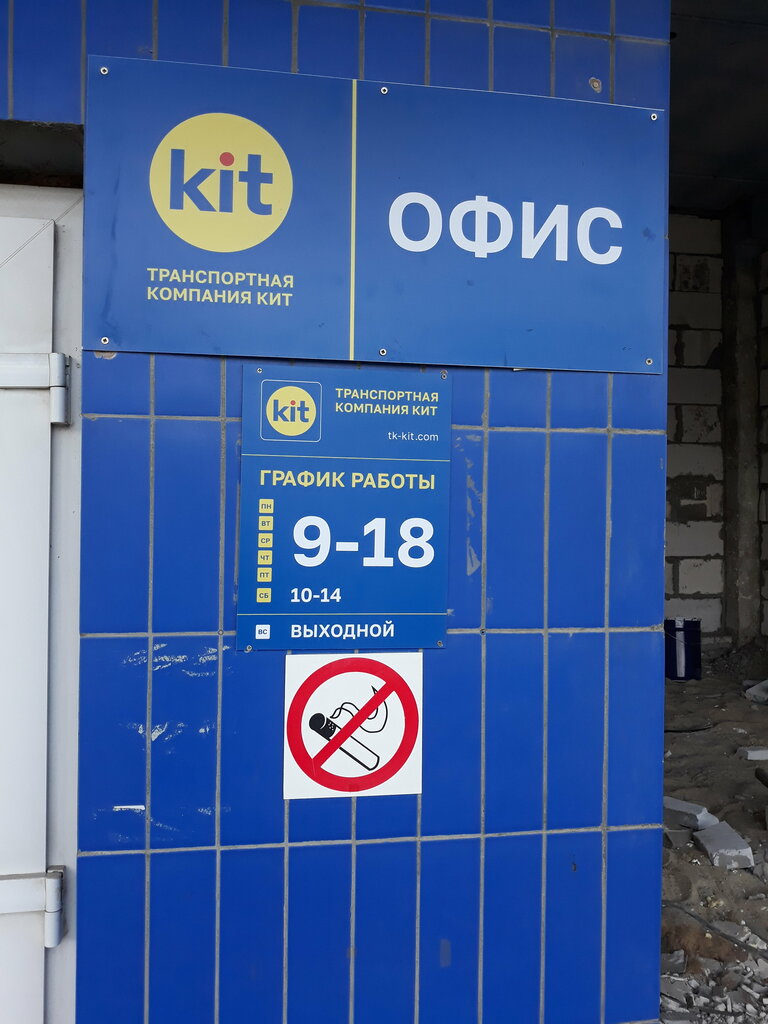 kit
ТРАНСПОРТНАЯ
КОМПАНИЯ КИТ
ОФИС
kit
ТРАНСПОРТНАЯ
КОМПАНИЯ КИТ
tk-kit.com
ГРАФИК РАБОТЫ
ПН
ВТ
СР
ЧТ
ПТ
9-18
СБ 10-14
ВС ВЫХОДНОЙ